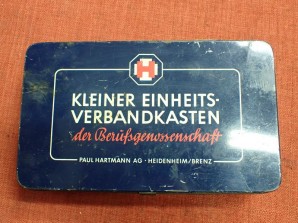 H
KLEINER EINHEITS-
VERBANDKASTEN
der Berufsgenossenschaft
PAUL HARTMANN AG · HEIDENHEIM/BRENZ